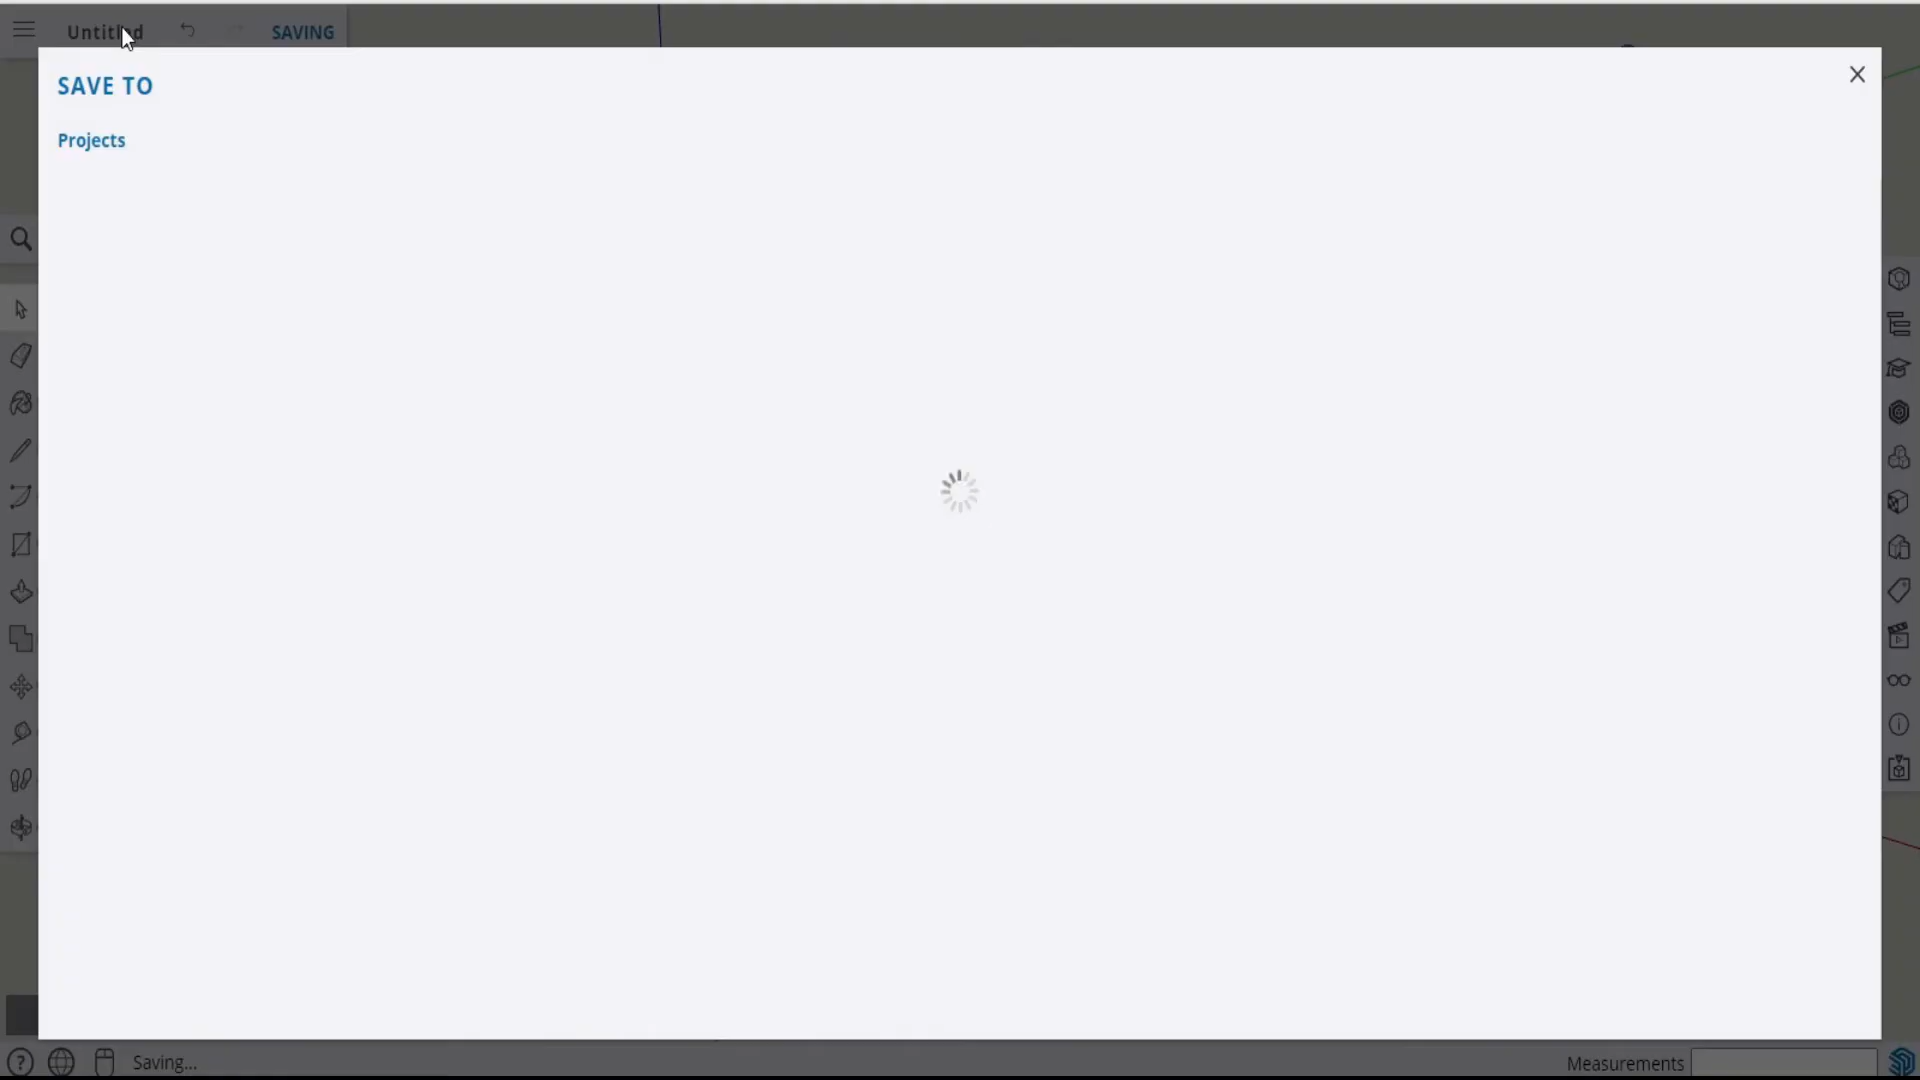 Untitled
SAVING
SAVE TO
Projects
Saving...
Measurements